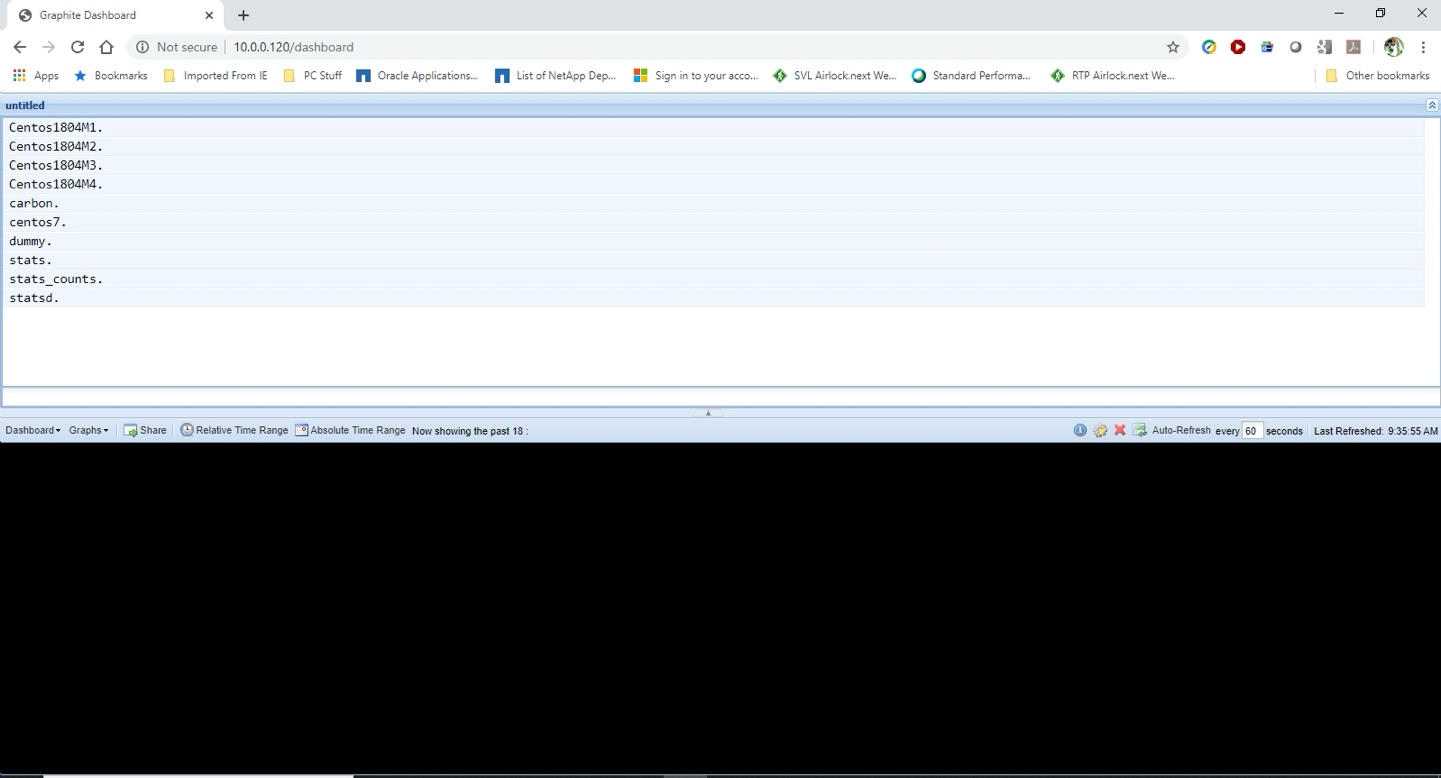 Graphite Dashboard
Not secure 10.0.0.120/dashboard
Apps Bookmarks Imported From IE PC Stuff Oracle Applications... List of NetApp Dep... Sign in to your acco... SVL Airlock.next We... Standard Performa... RTP Airlock.next We... Other bookmarks
untitled
Centos1804M1.
Centos1804M2.
Centos1804M3.
Centos1804M4.
carbon.
centos7.
dummy.
stats.
stats_counts.
statsd.
Dashboard Graphs Share Relative Time Range Absolute Time Range Now showing the past 18 : Auto-Refresh every 60 seconds Last Refreshed: 9:35:55 AM